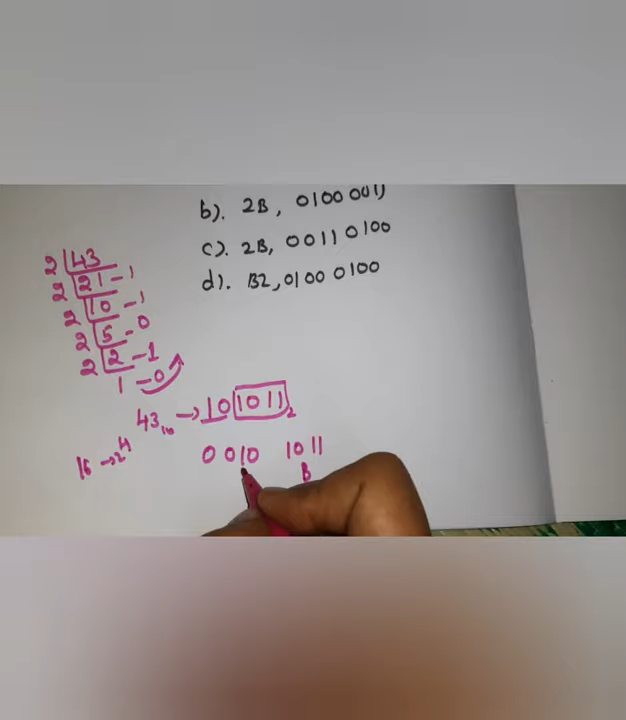 b). 2B, 0100 0011
c). 2B, 0011 0100
d). B2, 0100 0100
2 43
2 21 - 1
2 10 - 1
2 5 - 0
2 2 - 1
1 - 0
43₁₀ → 101011₂
16 → 2⁴
0010 1011
B